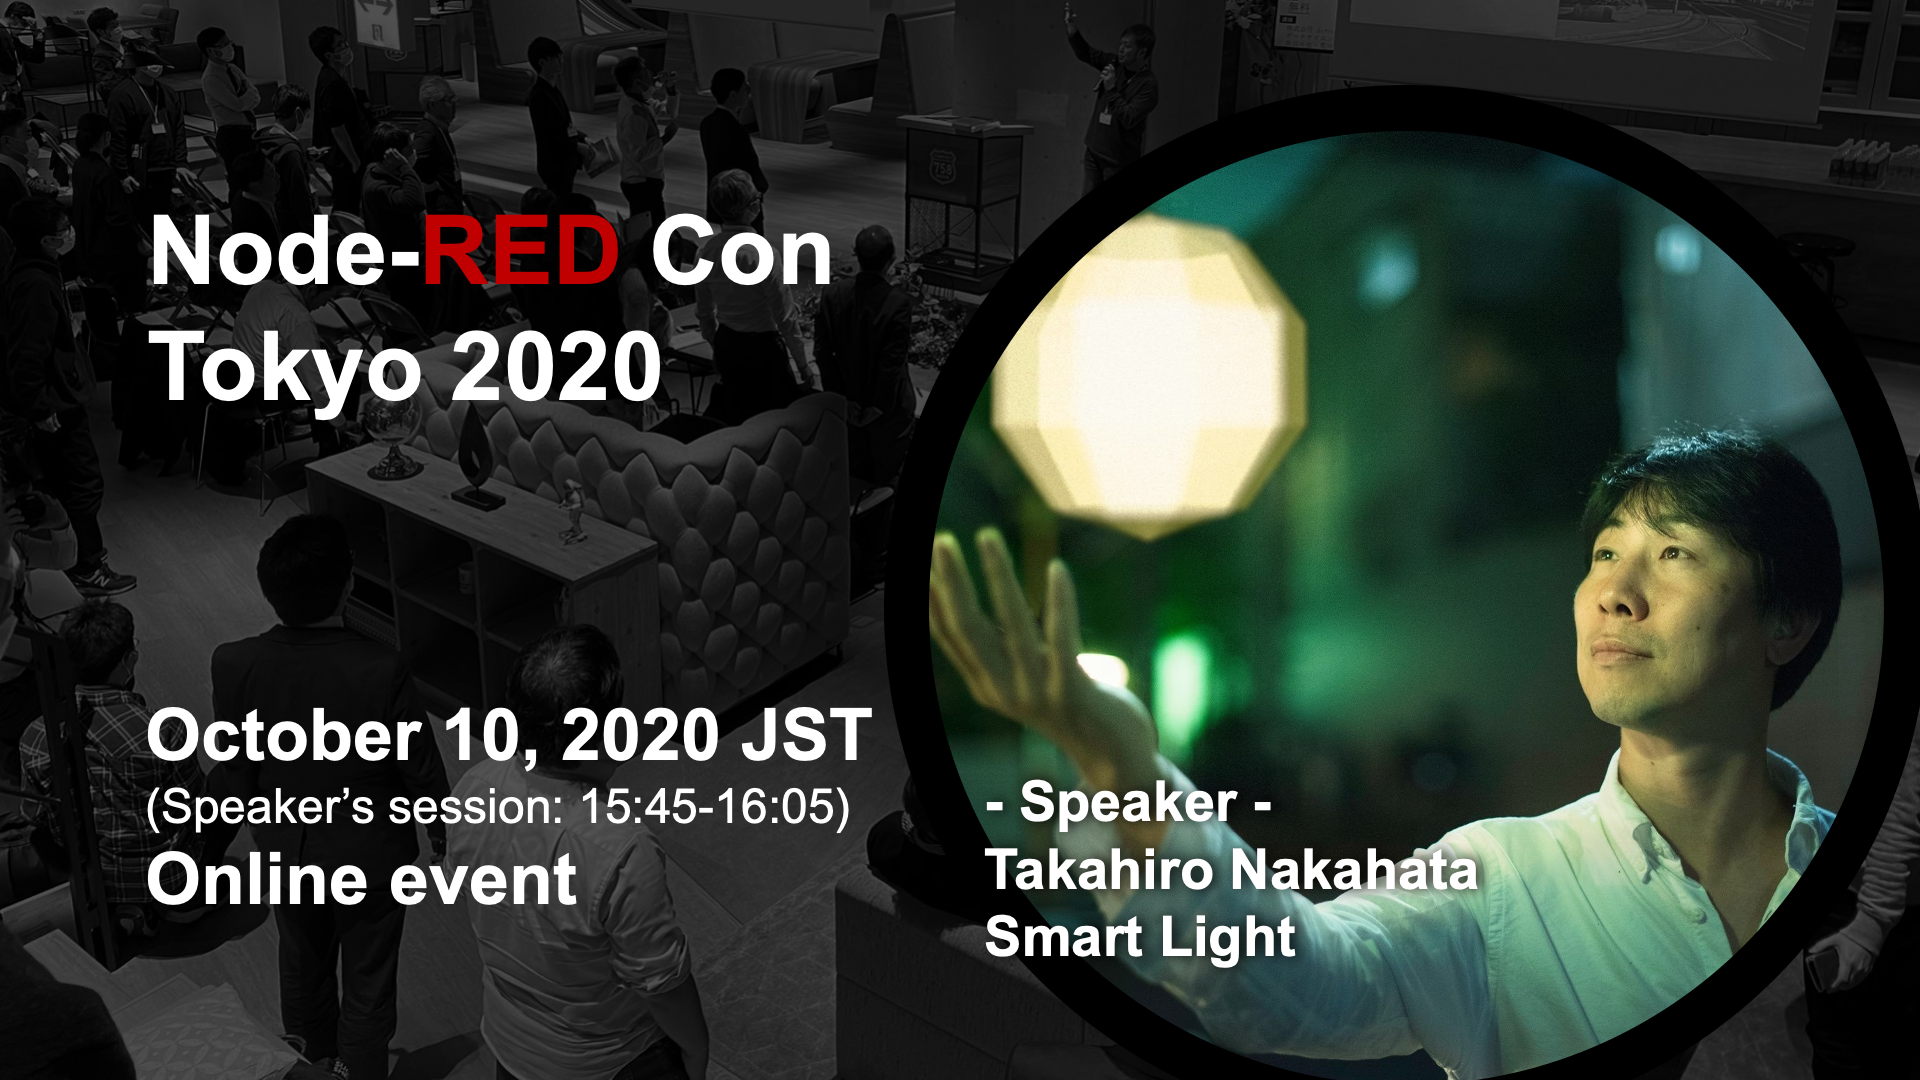 Node-RED Con
Tokyo 2020
October 10, 2020 JST
(Speaker’s session: 15:45-16:05)
Online event
- Speaker -
Takahiro Nakahata
Smart Light
758